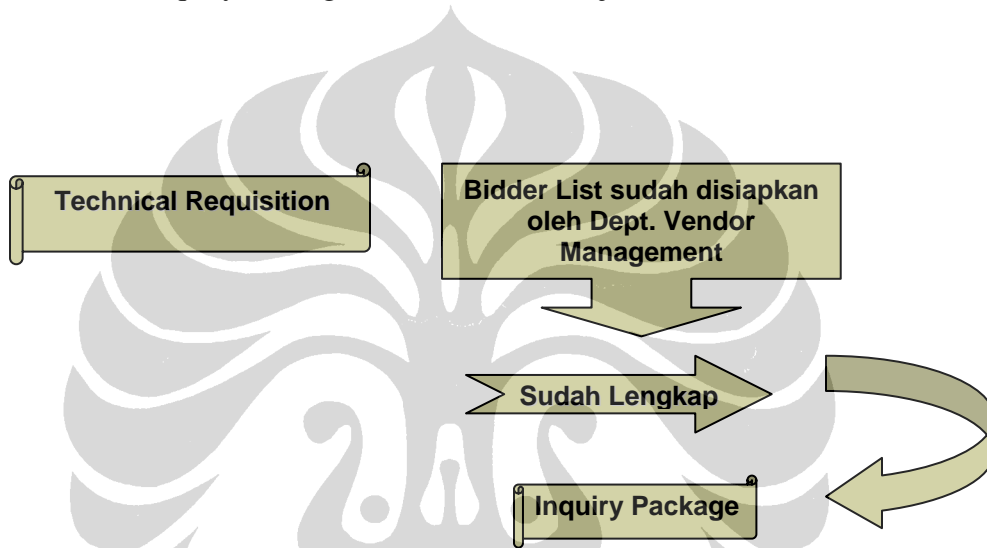 Technical Requisition
Bidder List sudah disiapkan
oleh Dept. Vendor
Management
Sudah Lengkap
Inquiry Package